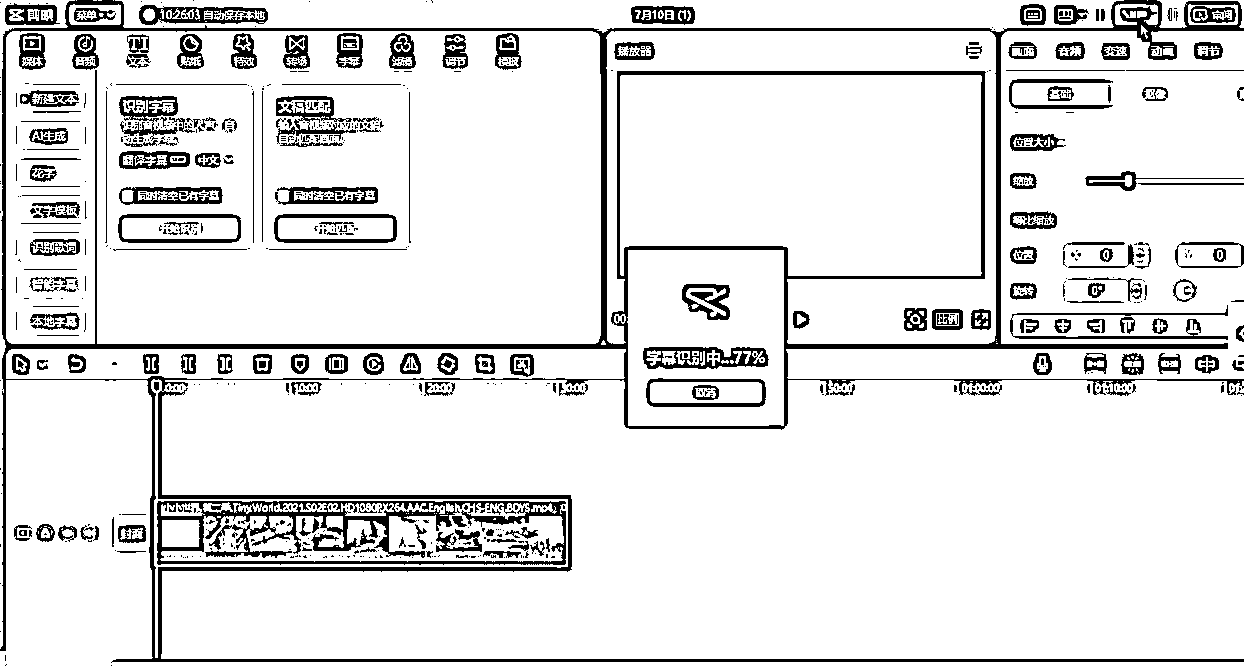 剪映 菜单 10:26:03 自动保存本地
7月10日 (1)
审阅
媒体 音频 文本 贴纸 特效 转场 字幕 滤镜 调节 模板
新建文本
AI生成
花字
文字模板
识别歌词
智能字幕
本地字幕
识别字幕
识别音视频中的人声，自
动生成字幕。
翻译字幕 中文
同时清空已有字幕
开始识别
文稿匹配
输入音视频对应的文稿，
自动匹配画面。
同时清空已有字幕
开始匹配
播放器
比例
画面 音频 变速 动画 调节
基础 抠像
位置大小
缩放
等比缩放
位置 X 0 Y 0
旋转 0°
字幕识别中...77%
取消
00:00 10:00 20:00 30:00 50:00 01:00:00 01:10:00
封面
第二季.TinyWorld.2021.S02E02.HD1080P.X264.AAC.English.CHS-ENG.BDYS.mp4